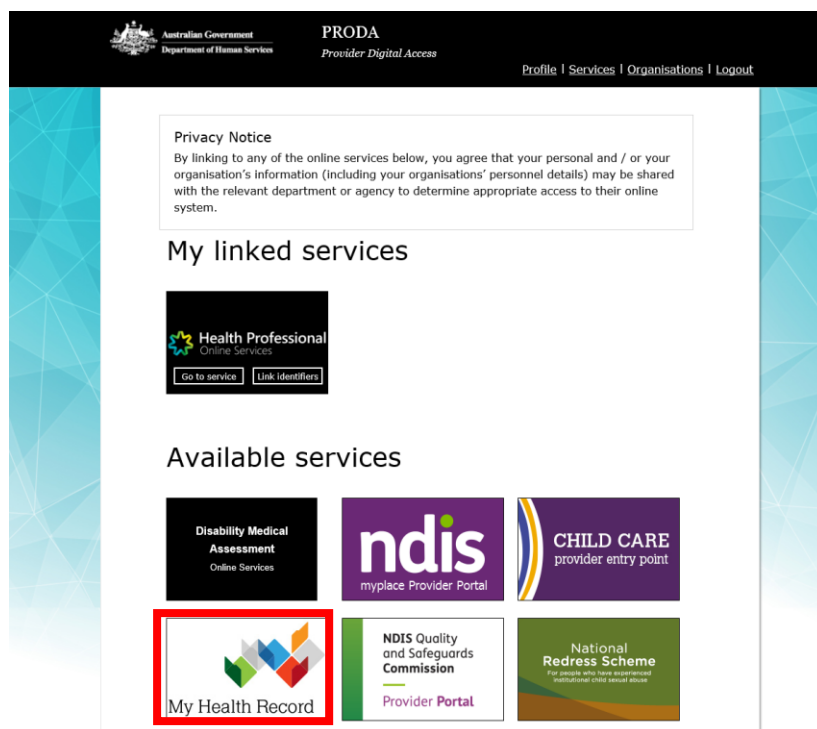 Australian Government
Department of Human Services
PRODA
Provider Digital Access
Profile | Services | Organisations | Logout
Privacy Notice
By linking to any of the online services below, you agree that your personal and / or your
organisation's information (including your organisations' personnel details) may be shared
with the relevant department or agency to determine appropriate access to their online
system.
My linked services
Health Professional
Online Services
Go to service
Link identifiers
Available services
Disability Medical
Assessment
Online Services
ndis
myplace Provider Portal
CHILD CARE
provider entry point
My Health Record
NDIS Quality
and Safeguards
Commission
Provider Portal
National
Redress Scheme
For people who have experienced
institutional child sexual abuse